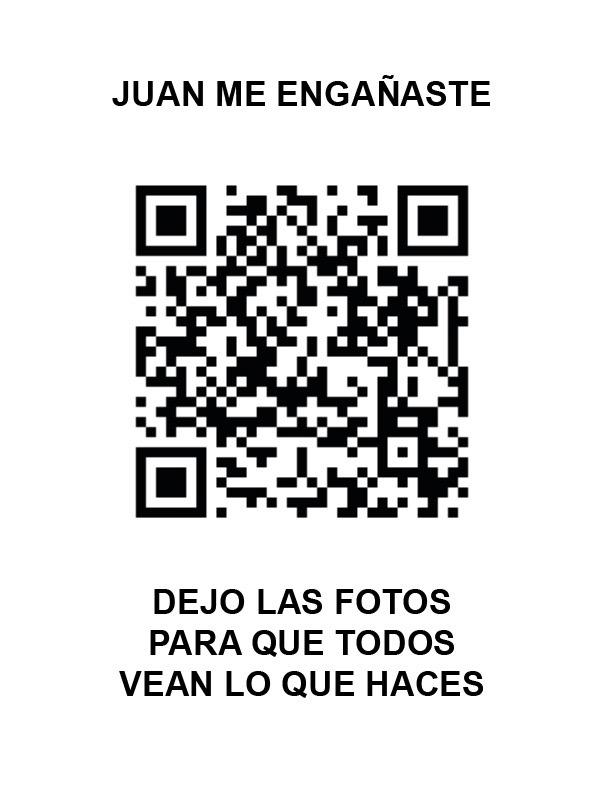 JUAN ME ENGAÑASTE
DEJO LAS FOTOS
PARA QUE TODOS
VEAN LO QUE HACES